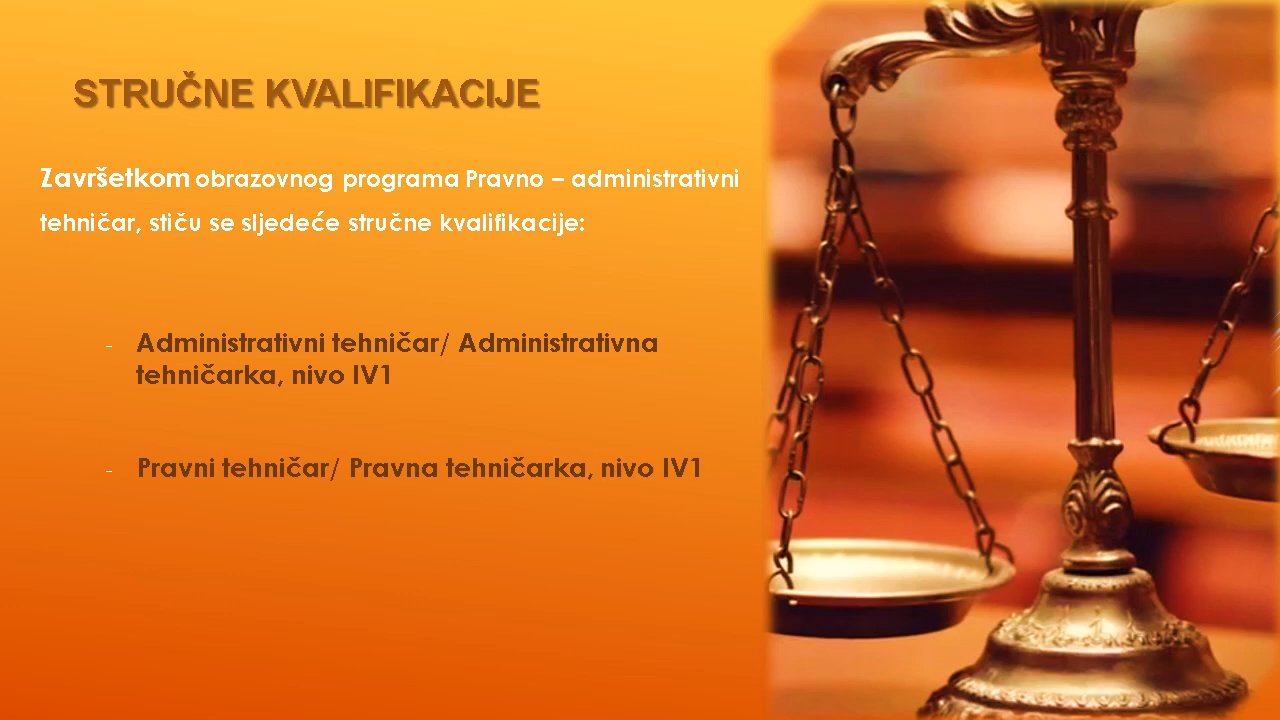 STRUČNE KVALIFIKACIJE
Završetkom obrazovnog programa Pravno – administrativni
tehničar, stiču se sljedeće stručne kvalifikacije:
- Administrativni tehničar/ Administrativna
tehničarka, nivo IV1
- Pravni tehničar/ Pravna tehničarka, nivo IV1